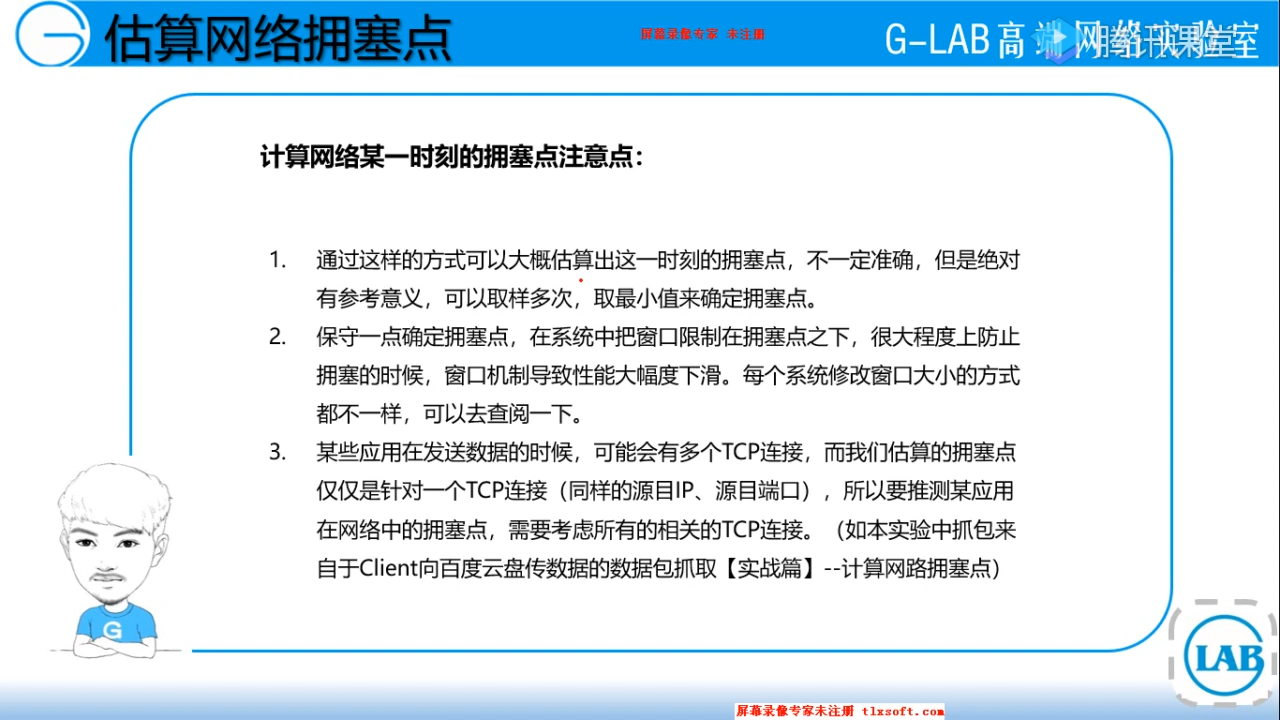 估算网络拥塞点
屏幕录像专家 未注册
G-LAB高端网络实验室
腾讯课堂
计算网络某一时刻的拥塞点注意点：
1. 通过这样的方式可以大概估算出这一时刻的拥塞点，不一定准确，但是绝对
有参考意义，可以取样多次，取最小值来确定拥塞点。
2. 保守一点确定拥塞点，在系统中把窗口限制在拥塞点之下，很大程度上防止
拥塞的时候，窗口机制导致性能大幅度下滑。每个系统修改窗口大小的方式
都不一样，可以去查阅一下。
3. 某些应用在发送数据的时候，可能会有多个TCP连接，而我们估算的拥塞点
仅仅是针对一个TCP连接（同样的源目IP、源目端口），所以要推测某应用
在网络中的拥塞点，需要考虑所有的相关的TCP连接。（如本实验中抓包来
自于Client向百度云盘传数据的数据包抓取【实战篇】--计算网路拥塞点）
G
LAB
屏幕录像专家未注册 tlxsoft.com